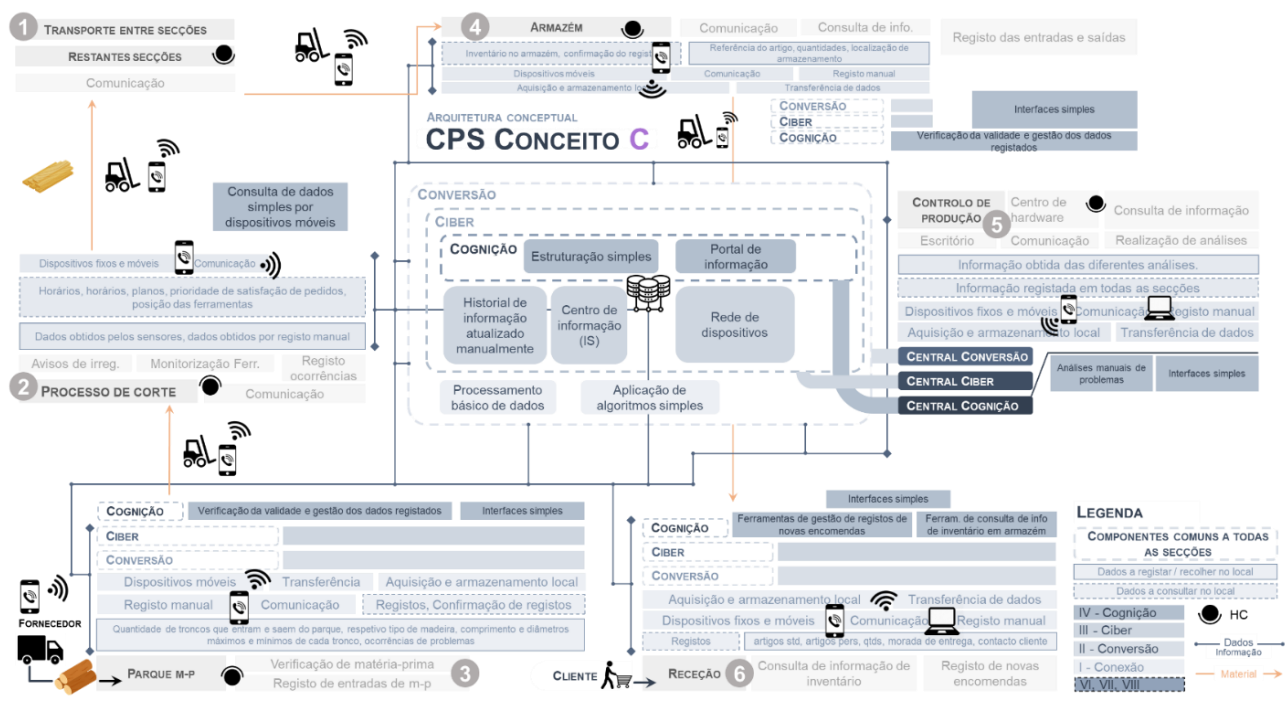 1 TRANSPORTE ENTRE SECÇÕES
RESTANTES SECÇÕES
Comunicação
4 ARMAZÉM
Comunicação
Consulta de info.
Registo das entradas e saídas
Inventário no armazém, confirmação do regist
Referência do artigo, quantidades, localização de
armazenamento
Dispositivos móveis
Comunicação
Registo manual
Aquisição e armazenamento loc
Transferência de dados
CONVERSÃO
CIBER
COGNIÇÃO
Interfaces simples
Verificação da validade e gestão dos dados
registados
ARQUITETURA CONCEPTUAL
CPS CONCEITO C
Consulta de dados
simples por
dispositivos móveis
Dispositivos fixos e móveis
Comunicação
Horários, horários, planos, prioridade de satisfação de pedidos,
posição das ferramentas
Dados obtidos pelos sensores, dados obtidos por registo manual
Avisos de irreg.
Monitorização Ferr.
Registo
ocorrências
2 PROCESSO DE CORTE
Comunicação
CONVERSÃO
CIBER
COGNIÇÃO
Estruturação simples
Portal de
informação
Historial de
informação
atualizado
manualmente
Centro de
informação
(IS)
Rede de
dispositivos
Processamento
básico de dados
Aplicação de
algoritmos simples
CONTROLO DE
PRODUÇÃO 5
Centro de
hardware
Consulta de informação
Escritório
Comunicação
Realização de análises
Informação obtida das diferentes análises.
Informação registada em todas as secções
Dispositivos fixos e móveis
Comunicação
Registo manual
Aquisição e armazenamento local
Transferência de dados
CENTRAL CONVERSÃO
CENTRAL CIBER
CENTRAL COGNIÇÃO
Análises manuais de
problemas
Interfaces simples
COGNIÇÃO
Verificação da validade e gestão dos dados registados
Interfaces simples
CIBER
CONVERSÃO
Dispositivos móveis
Transferência
Aquisição e armazenamento local
Registo manual
Comunicação
Registos, Confirmação de registos
Quantidade de troncos que entram e saem do parque, respetivo tipo de madeira, comprimento e diâmetros
máximos e mínimos de cada tronco, ocorrências de problemas
FORNECEDOR
PARQUE M-P
Verificação de matéria-prima
Registo de entradas de m-p
3
Interfaces simples
COGNIÇÃO
Ferramentas de gestão de registos de
novas encomendas
Ferram. de consulta de info
de inventário em armazém
CIBER
CONVERSÃO
Aquisição e armazenamento local
Transferência de dados
Dispositivos fixos e móveis
Comunicação
Registo manual
Registos
artigos std, artigos pers, qtds, morada de entrega, contacto cliente
CLIENTE
RECEÇÃO 6
Consulta de informação de
inventário
Registo de novas
encomendas
LEGENDA
COMPONENTES COMUNS A TODAS
AS SECÇÕES
Dados a registar / recolher no local
Dados a consultar no local
IV - Cognição
III - Ciber
II - Conversão
I - Conexão
VI, VII, VIII
HC
Dados
Informação
Material